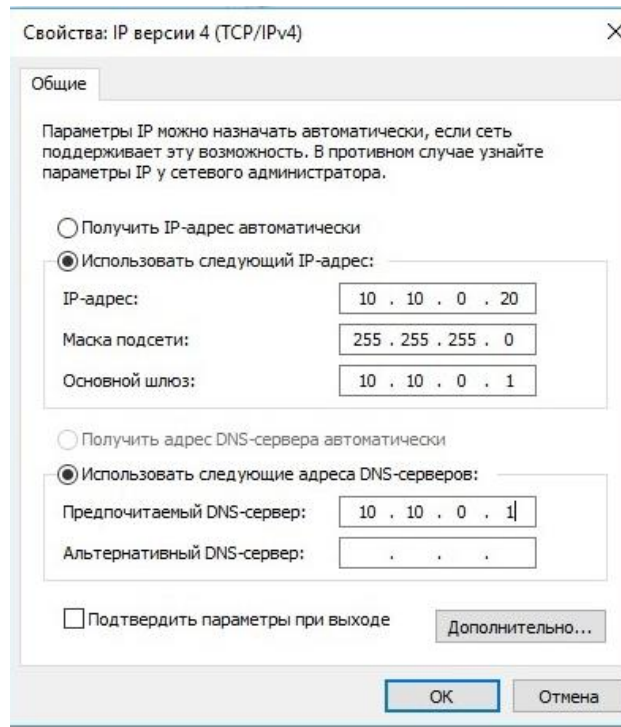 Свойства: IP версии 4 (TCP/IPv4)
Общие
Параметры IP можно назначать автоматически, если сеть
поддерживает эту возможность. В противном случае узнайте
параметры IP у сетевого администратора.
Получить IP-адрес автоматически
Использовать следующий IP-адрес:
IP-адрес: 10 . 10 . 0 . 20
Маска подсети: 255 . 255 . 255 . 0
Основной шлюз: 10 . 10 . 0 . 1
Получить адрес DNS-сервера автоматически
Использовать следующие адреса DNS-серверов:
Предпочитаемый DNS-сервер: 10 . 10 . 0 . 1
Альтернативный DNS-сервер: . . .
Подтвердить параметры при выходе Дополнительно...
ОК Отмена